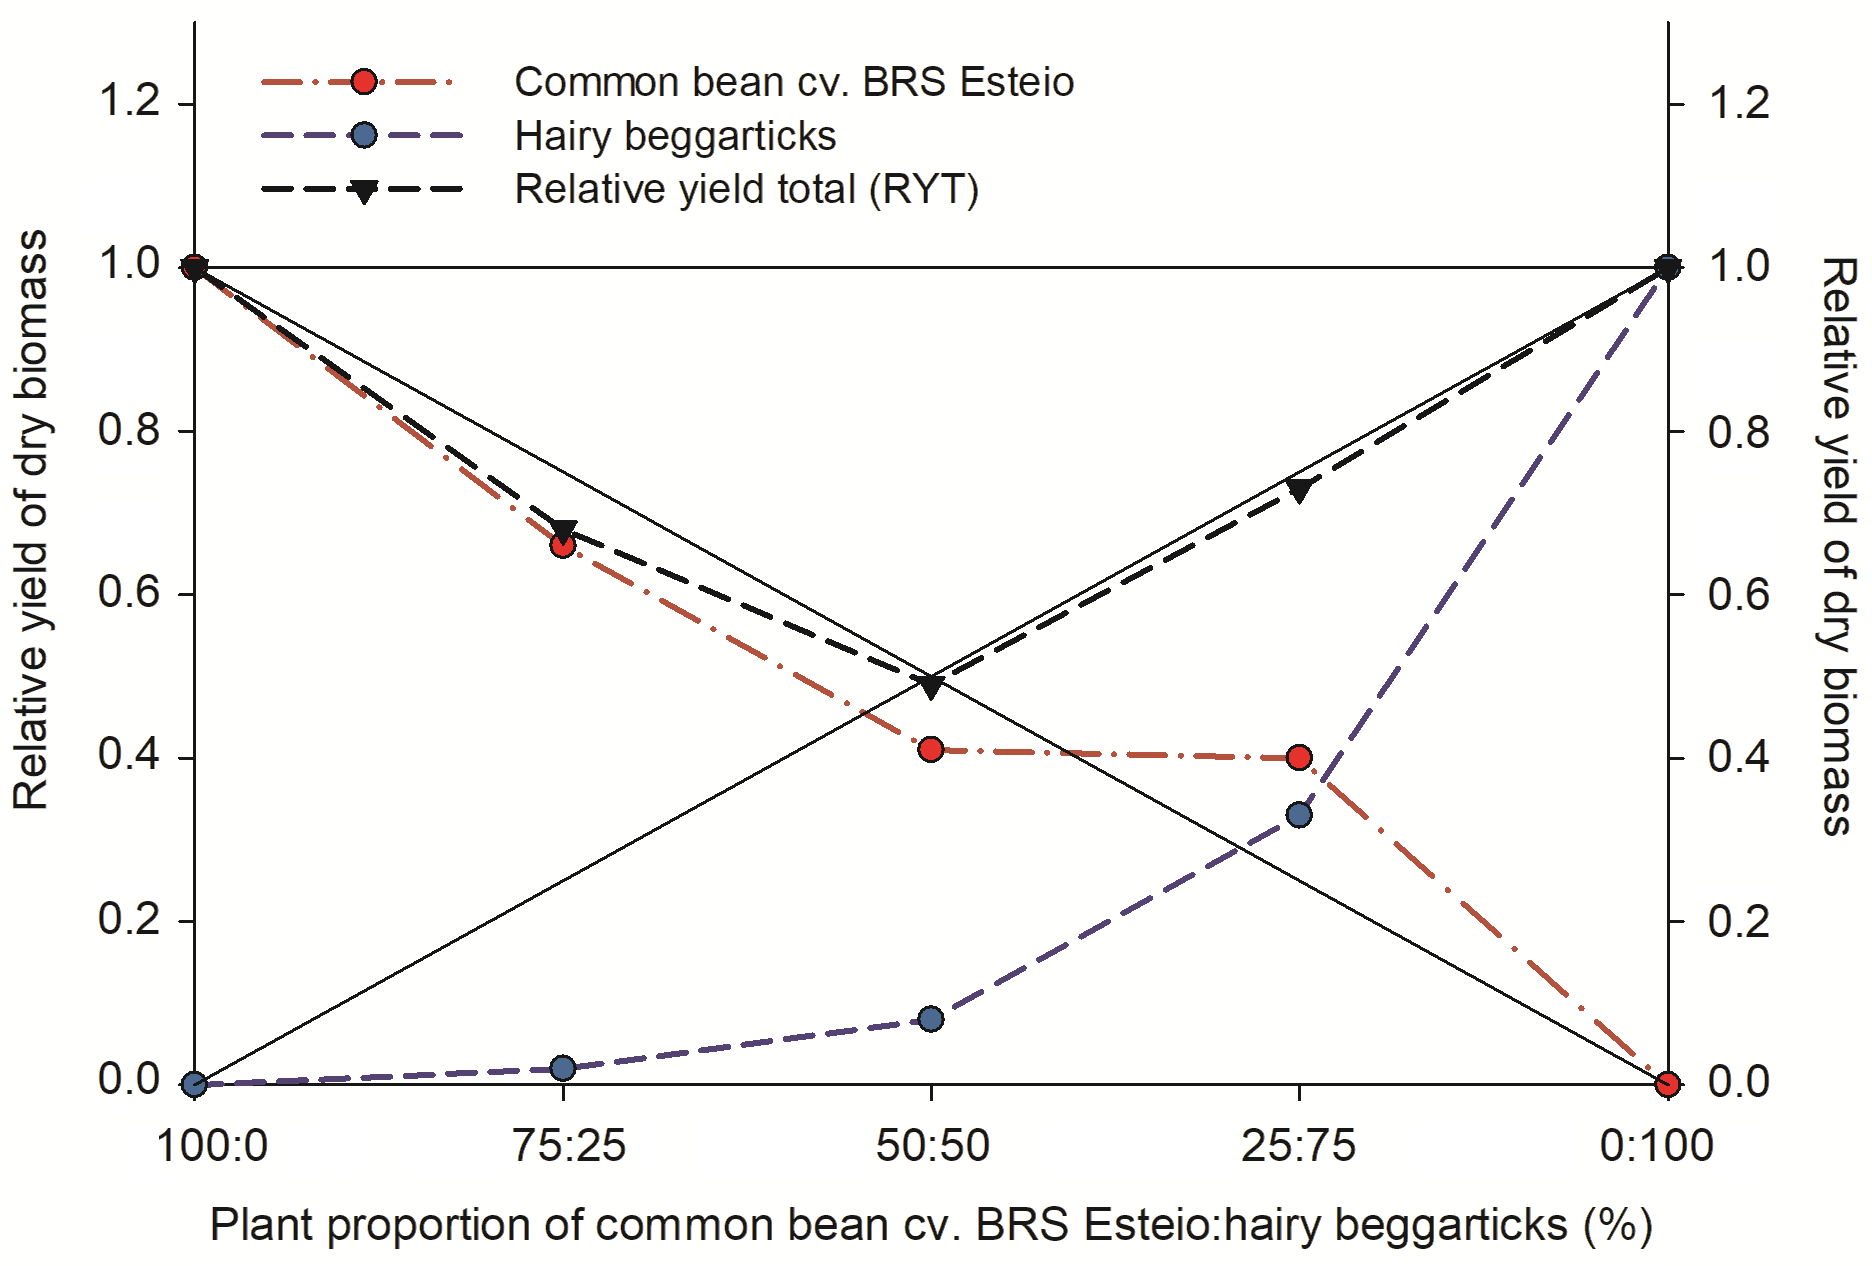 Common bean cv. BRS Esteio
Hairy beggarticks
Relative yield total (RYT)
Relative yield of dry biomass
1.2
1.0
0.8
0.6
0.4
0.2
0.0
1.2
1.0
0.8
0.6
0.4
0.2
0.0
Relative yield of dry biomass
100:0 75:25 50:50 25:75 0:100
Plant proportion of common bean cv. BRS Esteio:hairy beggarticks (%)